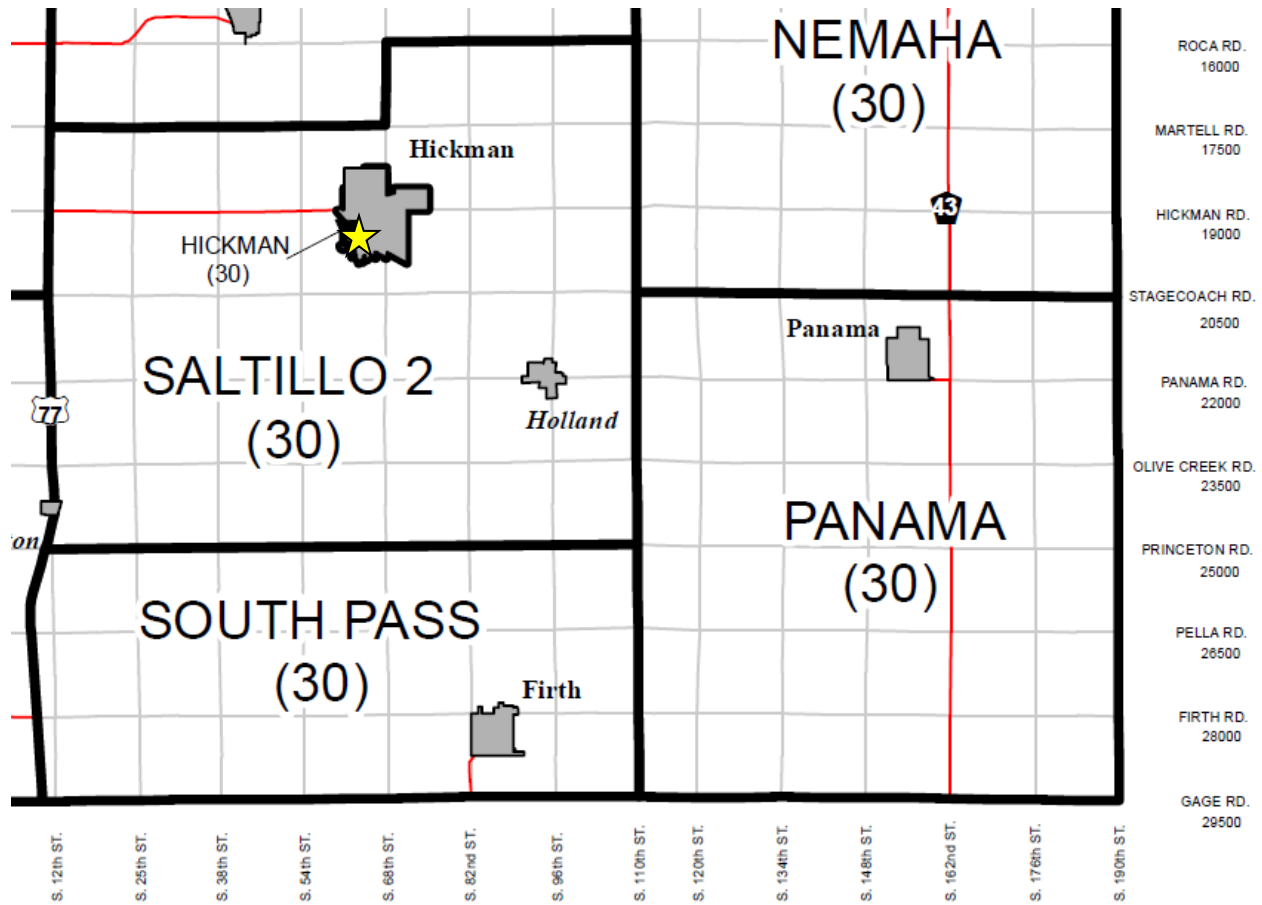 NEMAHA
(30)
ROCA RD.
16000
MARTELL RD.
17500
Hickman
43
HICKMAN RD.
19000
HICKMAN
(30)
STAGECOACH RD.
20500
Panama
SALTILLO 2
(30)
PANAMA RD.
22000
77
Holland
OLIVE CREEK RD.
23500
PANAMA
(30)
on
PRINCETON RD.
25000
SOUTH PASS
(30)
PELLA RD.
26500
Firth
FIRTH RD.
28000
GAGE RD.
29500
S. 12th ST.
S. 25th ST.
S. 38th ST.
S. 54th ST.
S. 68th ST.
S. 82nd ST.
S. 96th ST.
S. 110th ST.
S. 120th ST.
S. 134th ST.
S. 148th ST.
S. 162nd ST.
S. 176th ST.
S. 190th ST.